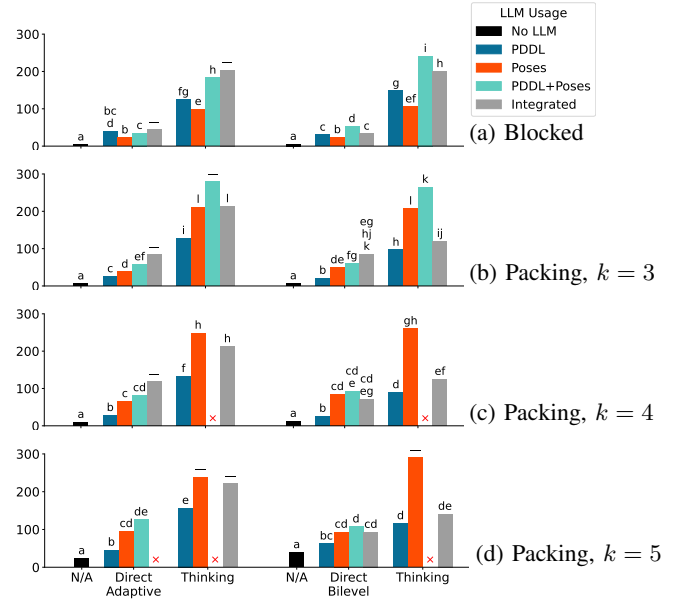 LLM Usage
No LLM
PDDL
Poses
PDDL+Poses
Integrated
300
200
100
0
a
bc
d
b
c
—
fg
e
h
—
a
c
b
d
c
g
ef
i
h
(a) Blocked
300
200
100
0
a
c
d
ef
—
i
l
—
l
a
b
de
fg
eg
hj
k
h
l
k
ij
(b) Packing, k = 3
300
200
100
0
a
b
c
cd
—
f
h
×
h
a
b
cd
cd
e
cd
eg
d
gh
×
ef
(c) Packing, k = 4
300
200
100
0
a
b
cd
de
×
e
—
×
—
a
bc
cd
d
cd
d
—
×
de
(d) Packing, k = 5
N/A Direct Thinking N/A Direct Thinking
Adaptive Bilevel